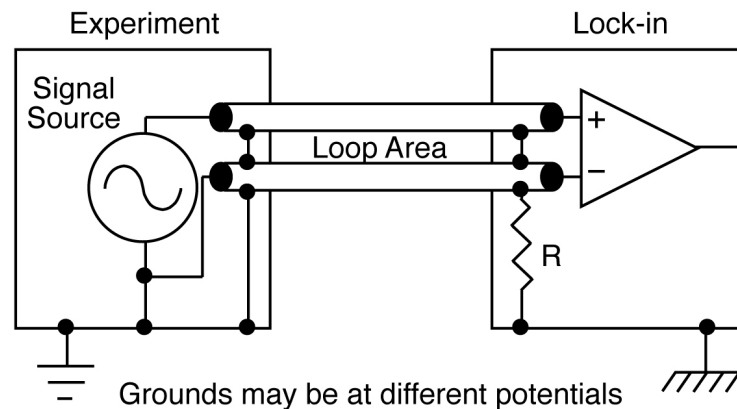 Experiment
Lock-in
Signal
Source
+
Loop Area
−
R
Grounds may be at different potentials